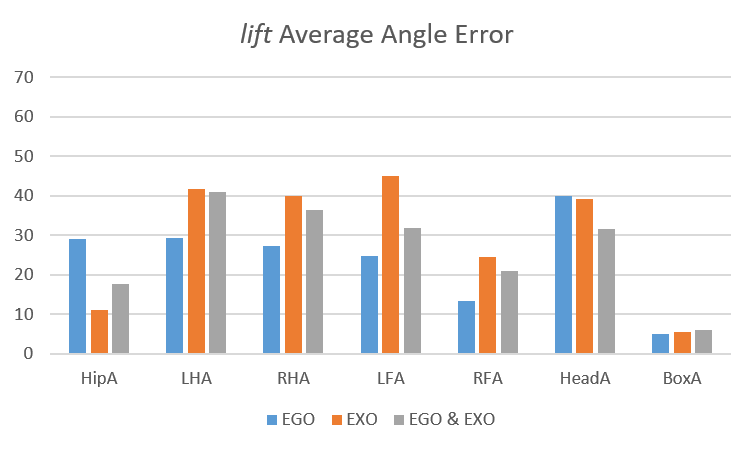 lift Average Angle Error
70
60
50
40
30
20
10
0
HipA LHA RHA LFA RFA HeadA BoxA
EGO EXO EGO & EXO